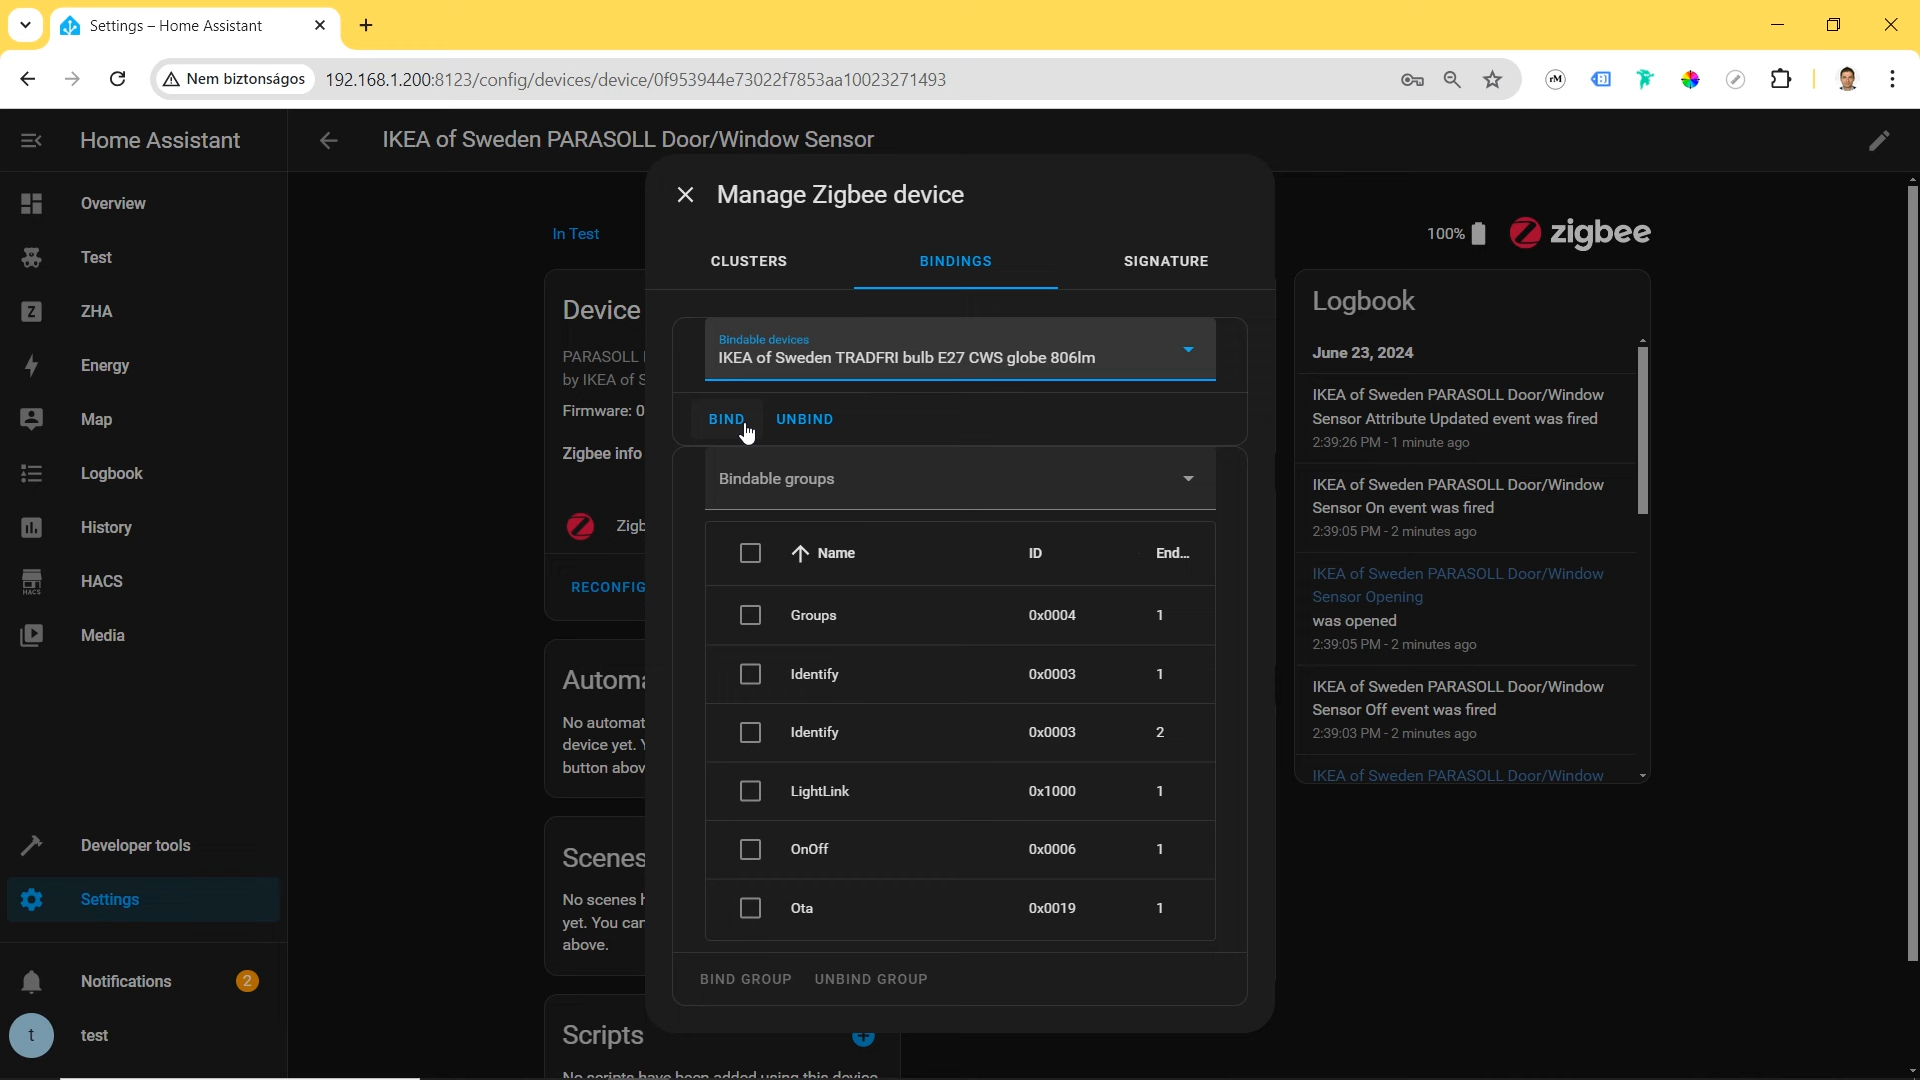 Settings – Home Assistant
Nem biztonságos
192.168.1.200:8123/config/devices/device/0f953944e73022f7853aa10023271493
Home Assistant
IKEA of Sweden PARASOLL Door/Window Sensor
Overview
Test
ZHA
Energy
Map
Logbook
History
HACS
Media
Developer tools
Settings
Notifications
2
t
test
In Test
Device
PARASOLL
by IKEA of S
Firmware: 0
Zigbee info
Zigb
RECONFIG
Automa
No automat
device yet. Y
button abov
Scenes
No scenes h
yet. You can
above.
Scripts
No scripts have been added using this device
Manage Zigbee device
CLUSTERS
BINDINGS
SIGNATURE
Bindable devices
IKEA of Sweden TRADFRI bulb E27 CWS globe 806lm
BIND
UNBIND
Bindable groups
Name ID End...
Groups 0x0004 1
Identify 0x0003 1
Identify 0x0003 2
LightLink 0x1000 1
OnOff 0x0006 1
Ota 0x0019 1
BIND GROUP
UNBIND GROUP
100%
zigbee
Logbook
June 23, 2024
IKEA of Sweden PARASOLL Door/Window
Sensor Attribute Updated event was fired
2:39:26 PM - 1 minute ago
IKEA of Sweden PARASOLL Door/Window
Sensor On event was fired
2:39:05 PM - 2 minutes ago
IKEA of Sweden PARASOLL Door/Window
Sensor Opening
was opened
2:39:05 PM - 2 minutes ago
IKEA of Sweden PARASOLL Door/Window
Sensor Off event was fired
2:39:03 PM - 2 minutes ago
IKEA of Sweden PARASOLL Door/Window